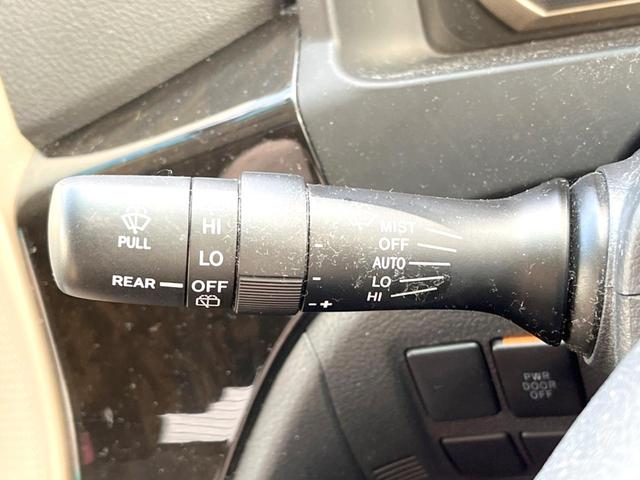 PULL
REAR
HI
LO
OFF
-
-
-+
MIST
OFF
AUTO
LO
HI
PWR
DOOR
OFF